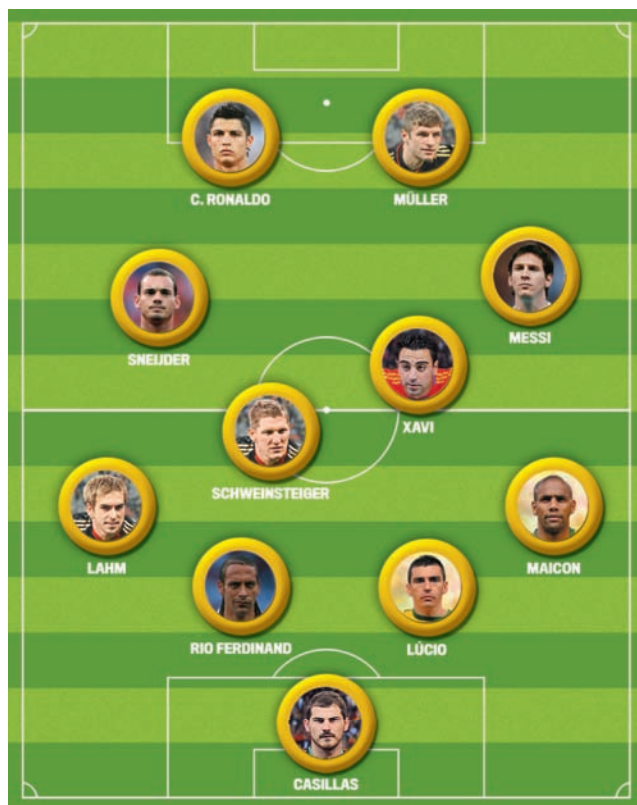 C. RONALDO
MÜLLER
MESSI
SNEIJDER
XAVI
SCHWEINSTEIGER
LAHM
MAICON
RIO FERDINAND
LÚCIO
CASILLAS